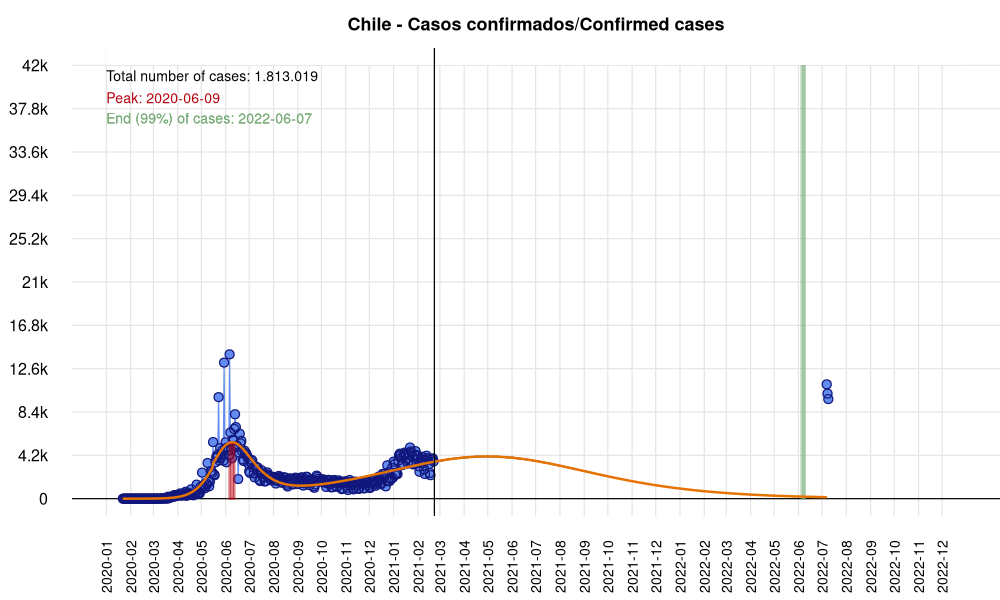 Chile - Casos confirmados/Confirmed cases
Total number of cases: 1.813.019
Peak: 2020-06-09
End (99%) of cases: 2022-06-07
42k
37.8k
33.6k
29.4k
25.2k
21k
16.8k
12.6k
8.4k
4.2k
0
2020-01
2020-02
2020-03
2020-04
2020-05
2020-06
2020-07
2020-08
2020-09
2020-10
2020-11
2020-12
2021-01
2021-02
2021-03
2021-04
2021-05
2021-06
2021-07
2021-08
2021-09
2021-10
2021-11
2021-12
2022-01
2022-02
2022-03
2022-04
2022-05
2022-06
2022-07
2022-08
2022-09
2022-10
2022-11
2022-12